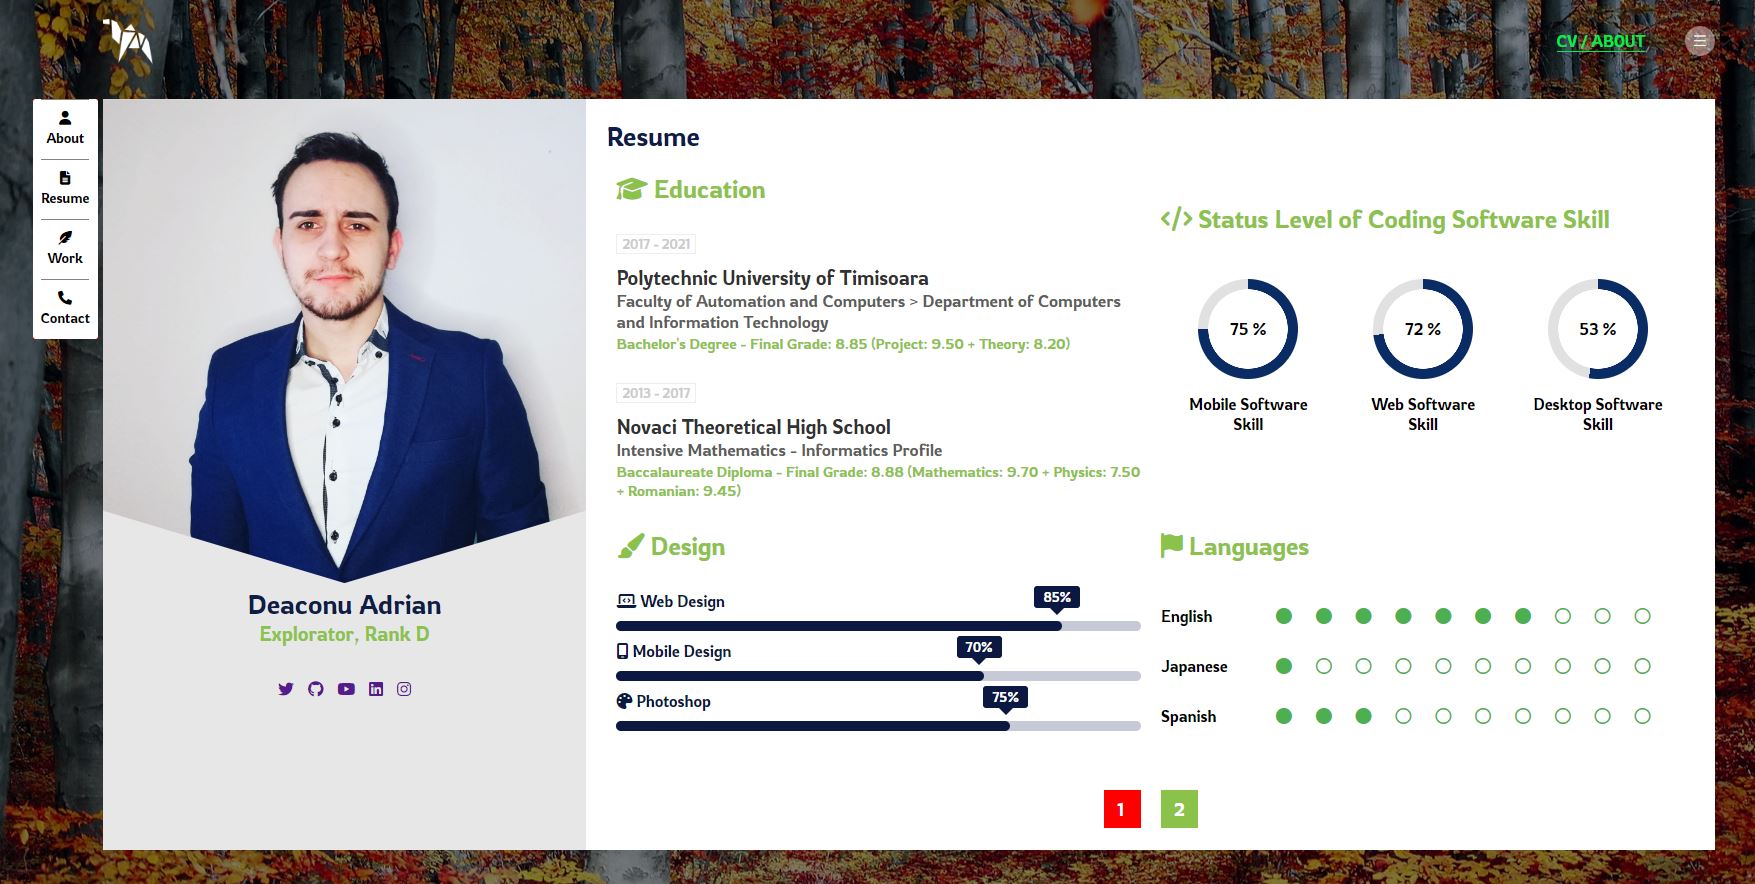 CV / ABOUT
About
Resume
Work
Contact
Deaconu Adrian
Explorator, Rank D
Resume
Education
2017 - 2021
Polytechnic University of Timisoara
Faculty of Automation and Computers > Department of Computers
and Information Technology
Bachelor's Degree - Final Grade: 8.85 (Project: 9.50 + Theory: 8.20)
2013 - 2017
Novaci Theoretical High School
Intensive Mathematics - Informatics Profile
Baccalaureate Diploma - Final Grade: 8.88 (Mathematics: 9.70 + Physics: 7.50
+ Romanian: 9.45)
Status Level of Coding Software Skill
75 %
Mobile Software
Skill
72 %
Web Software
Skill
53 %
Desktop Software
Skill
Design
Web Design
85%
Mobile Design
70%
Photoshop
75%
Languages
English
Japanese
Spanish
1
2